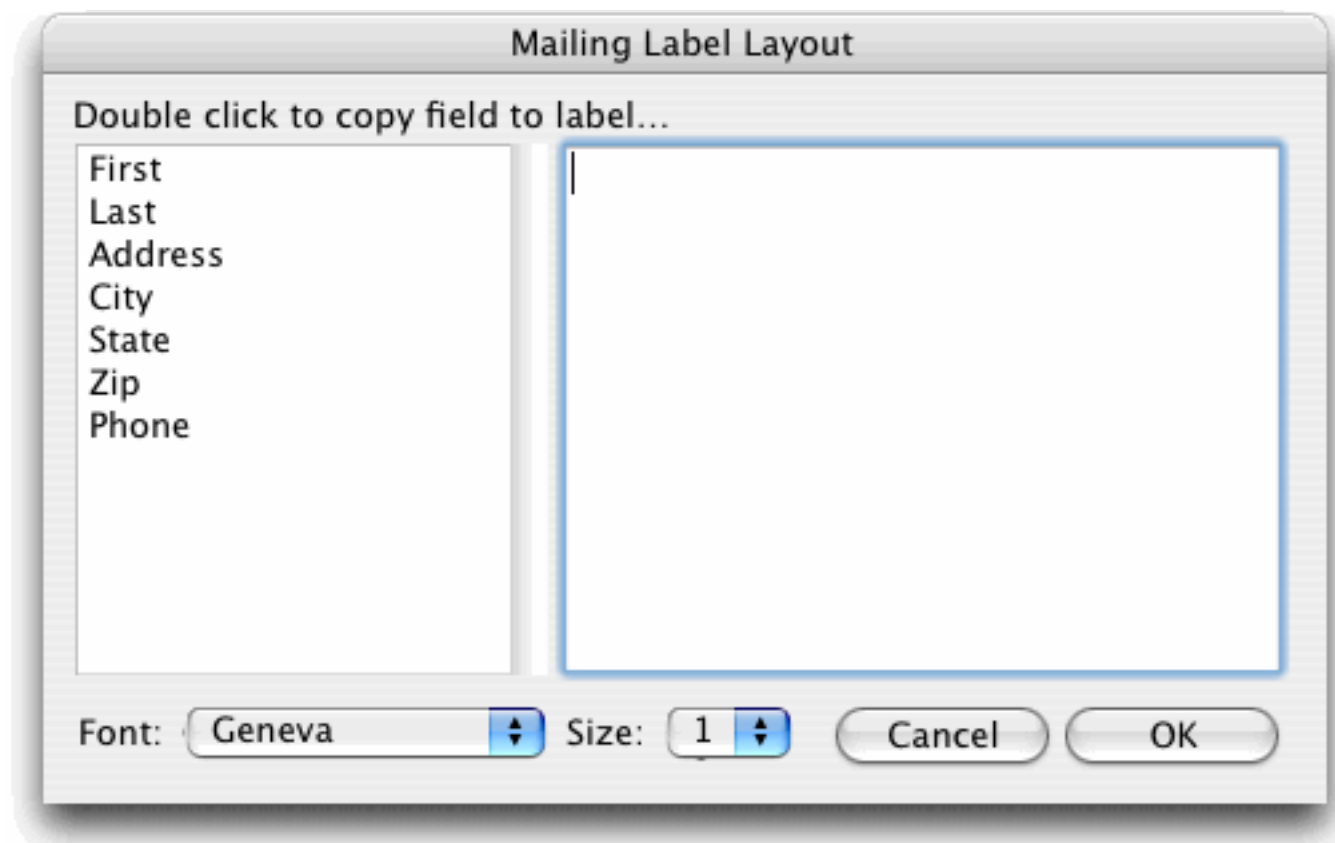 Mailing Label Layout
Double click to copy field to label...
First
Last
Address
City
State
Zip
Phone
Font: Geneva Size: 1 Cancel OK